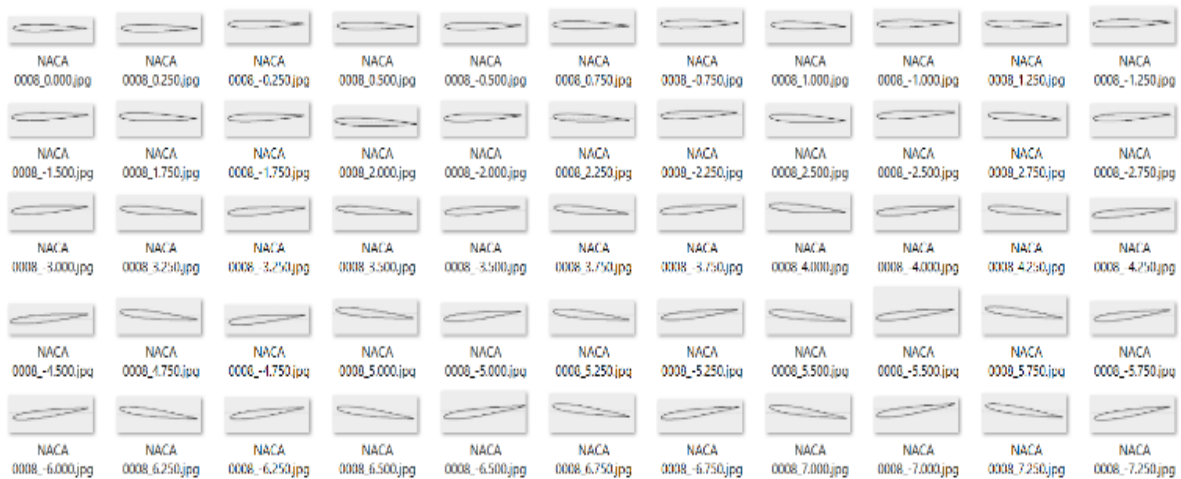 NACA NACA NACA NACA NACA NACA NACA NACA NACA NACA NACA
0008_0.000.jpg 0008_0.250.jpg 0008_-0.250.jpg 0008_0.500.jpg 0008_-0.500.jpg 0008_0.750.jpg 0008_-0.750.jpg 0008_1.000.jpg 0008_-1.000.jpg 0008_1.250.jpg 0008_-1.250.jpg
NACA NACA NACA NACA NACA NACA NACA NACA NACA NACA NACA
0008_-1.500.jpg 0008_1.750.jpg 0008_-1.750.jpg 0008_2.000.jpg 0008_-2.000.jpg 0008_2.250.jpg 0008_-2.250.jpg 0008_2.500.jpg 0008_-2.500.jpg 0008_2.750.jpg 0008_-2.750.jpg
NACA NACA NACA NACA NACA NACA NACA NACA NACA NACA NACA
0008_-3.000.jpg 0008_3.250.jpg 0008_-3.250.jpg 0008_3.500.jpg 0008_-3.500.jpg 0008_3.750.jpg 0008_-3.750.jpg 0008_4.000.jpg 0008_-4.000.jpg 0008_4.250.jpg 0008_-4.250.jpg
NACA NACA NACA NACA NACA NACA NACA NACA NACA NACA NACA
0008_-4.500.jpg 0008_4.750.jpg 0008_-4.750.jpg 0008_5.000.jpg 0008_-5.000.jpg 0008_5.250.jpg 0008_-5.250.jpg 0008_5.500.jpg 0008_-5.500.jpg 0008_5.750.jpg 0008_-5.750.jpg
NACA NACA NACA NACA NACA NACA NACA NACA NACA NACA NACA
0008_-6.000.jpg 0008_6.250.jpg 0008_-6.250.jpg 0008_6.500.jpg 0008_-6.500.jpg 0008_6.750.jpg 0008_-6.750.jpg 0008_7.000.jpg 0008_-7.000.jpg 0008_7.250.jpg 0008_-7.250.jpg